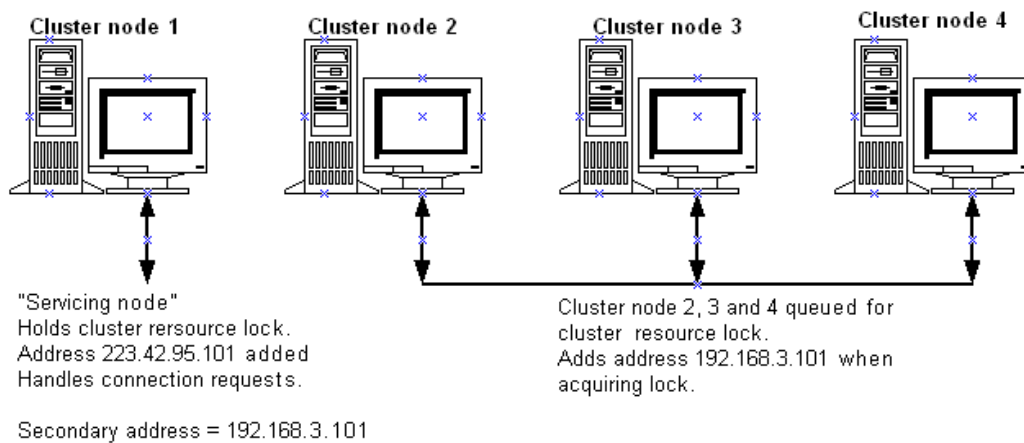 Cluster node 1
Cluster node 2
Cluster node 3
Cluster node 4
"Servicing node"
Holds cluster rersource lock.
Address 223.42.95.101 added
Handles connection requests.
Secondary address = 192.168.3.101
Cluster node 2, 3 and 4 queued for
cluster resource lock.
Adds address 192.168.3.101 when
acquiring lock.